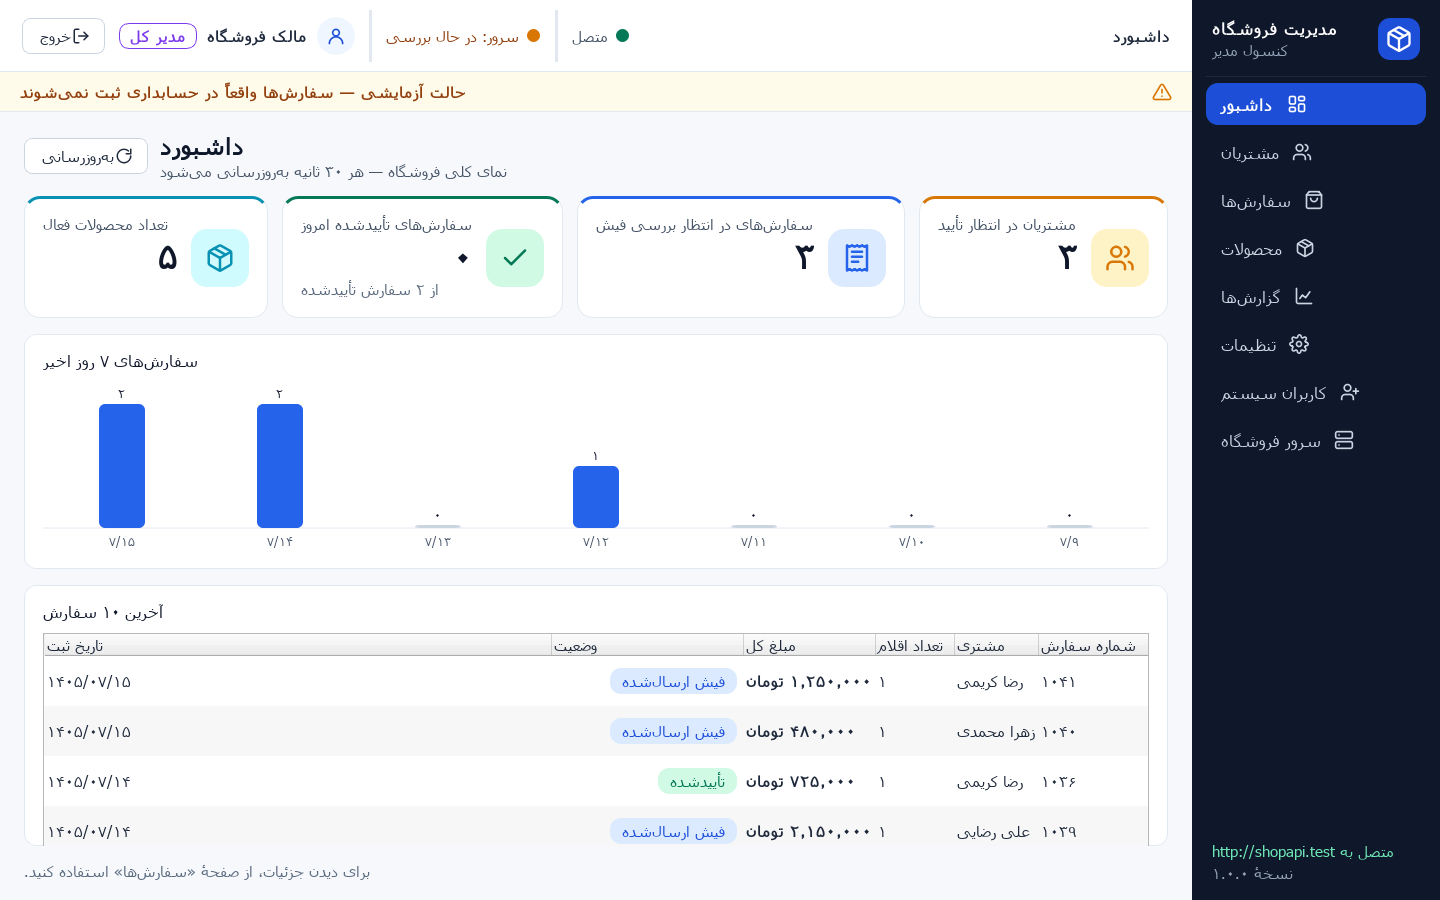 مدیریت فروشگاه
کنسول مدیر
داشبورد
مشتریان
سفارش‌ها
محصولات
گزارش‌ها
تنظیمات
کاربران سیستم
سرور فروشگاه
متصل به http://shopapi.test
نسخهٔ ۱.۰.۰
داشبورد
متصل
سرور: در حال بررسی
مالک فروشگاه
مدیر کل
خروج
حالت آزمایشی — سفارش‌ها واقعاً در حسابداری ثبت نمی‌شوند
داشبورد
نمای کلی فروشگاه — هر ۳۰ ثانیه به‌روزرسانی می‌شود
به‌روزرسانی
مشتریان در انتظار تأیید
۳
سفارش‌های در انتظار بررسی فیش
۳
سفارش‌های تأییدشده امروز
۰
از ۲ سفارش تأییدشده
تعداد محصولات فعال
۵
سفارش‌های ۷ روز اخیر
۰ ۰ ۰ ۱ ۰ ۲ ۲
۷/۹ ۷/۱۰ ۷/۱۱ ۷/۱۲ ۷/۱۳ ۷/۱۴ ۷/۱۵
آخرین ۱۰ سفارش
شماره سفارش مشتری تعداد اقلام مبلغ کل وضعیت تاریخ ثبت
۱۰۴۱ رضا کریمی ۱ ۱,۲۵۰,۰۰۰ تومان فیش ارسال‌شده ۱۴۰۵/۰۷/۱۵
۱۰۴۰ زهرا محمدی ۱ ۴۸۰,۰۰۰ تومان فیش ارسال‌شده ۱۴۰۵/۰۷/۱۵
۱۰۳۶ رضا کریمی ۱ ۷۲۵,۰۰۰ تومان تأییدشده ۱۴۰۵/۰۷/۱۴
۱۰۳۹ علی رضایی ۱ ۲,۱۵۰,۰۰۰ تومان فیش ارسال‌شده ۱۴۰۵/۰۷/۱۴
برای دیدن جزئیات، از صفحهٔ «سفارش‌ها» استفاده کنید.